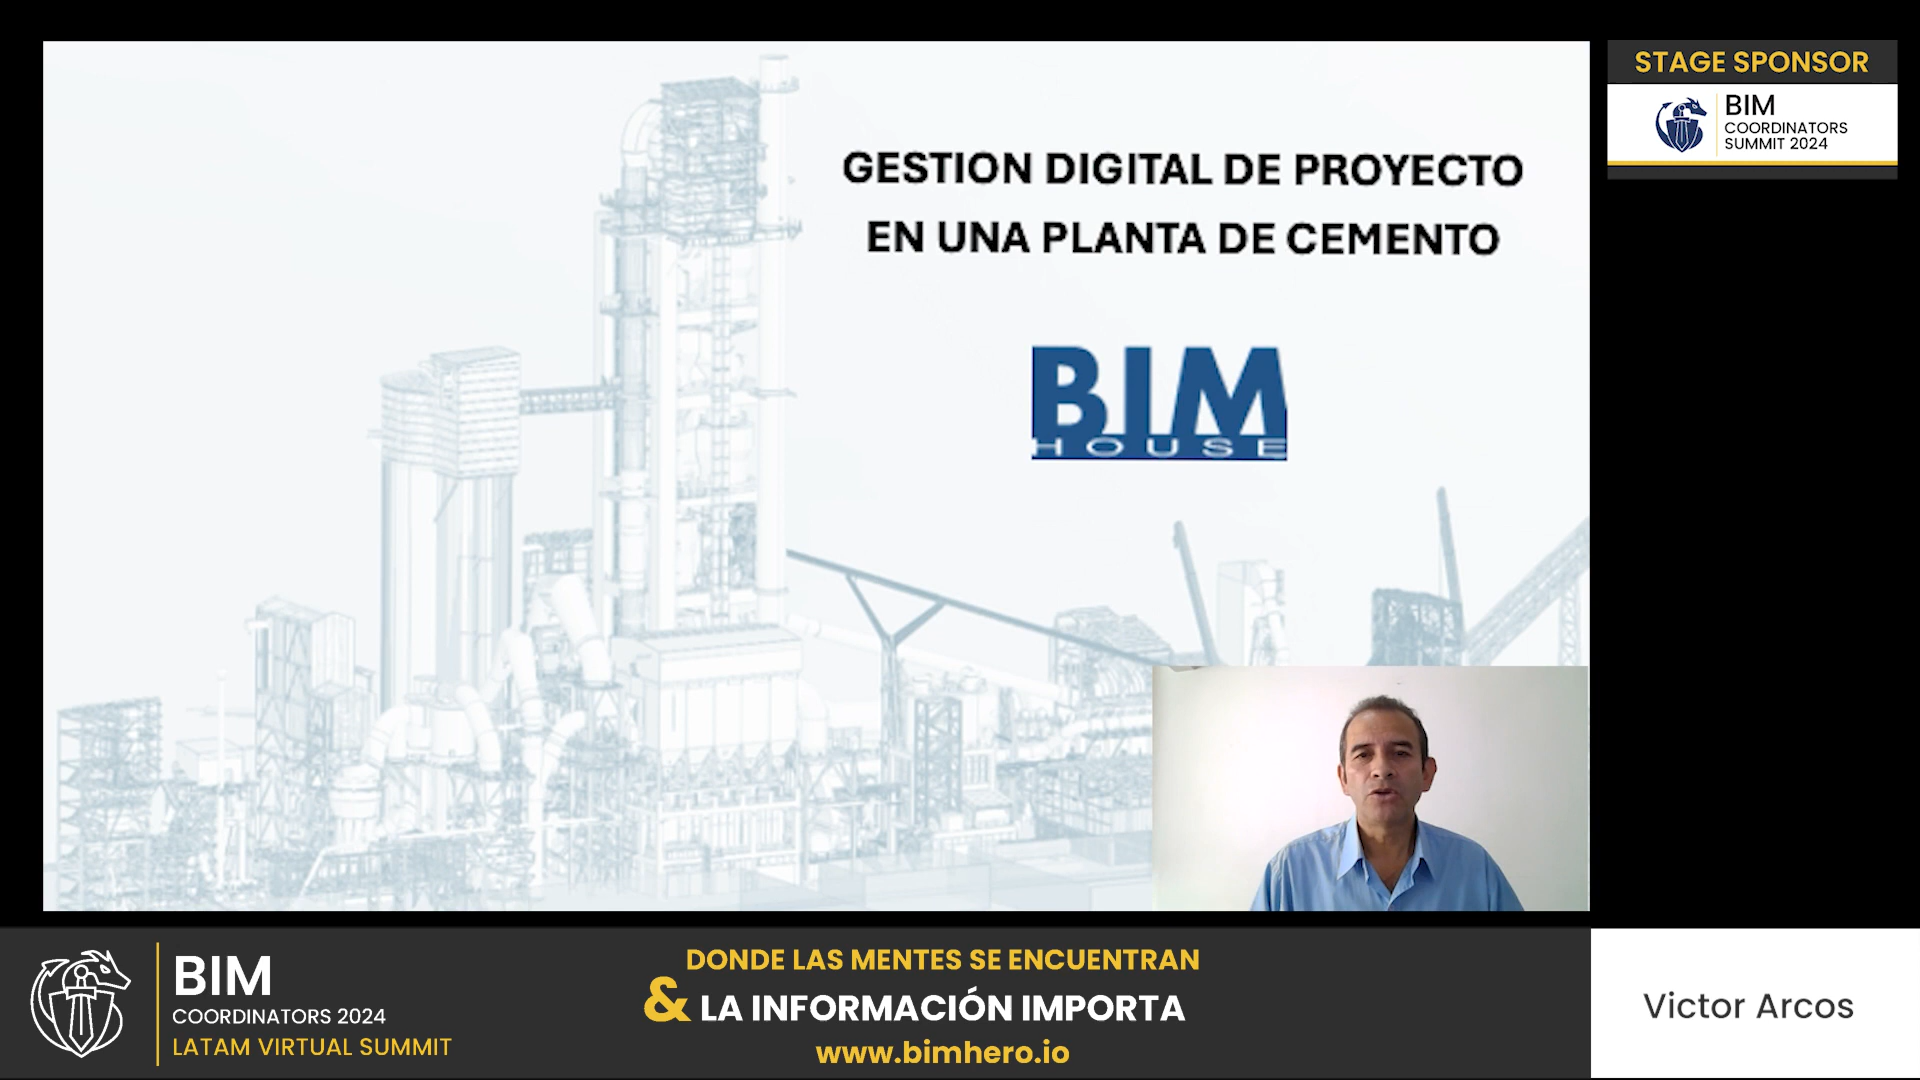 GESTION DIGITAL DE PROYECTO
EN UNA PLANTA DE CEMENTO
BIM
HOUSE
STAGE SPONSOR
BIM
COORDINATORS
SUMMIT 2024
BIM
COORDINATORS 2024
LATAM VIRTUAL SUMMIT
DONDE LAS MENTES SE ENCUENTRAN
& LA INFORMACIÓN IMPORTA
www.bimhero.io
Victor Arcos